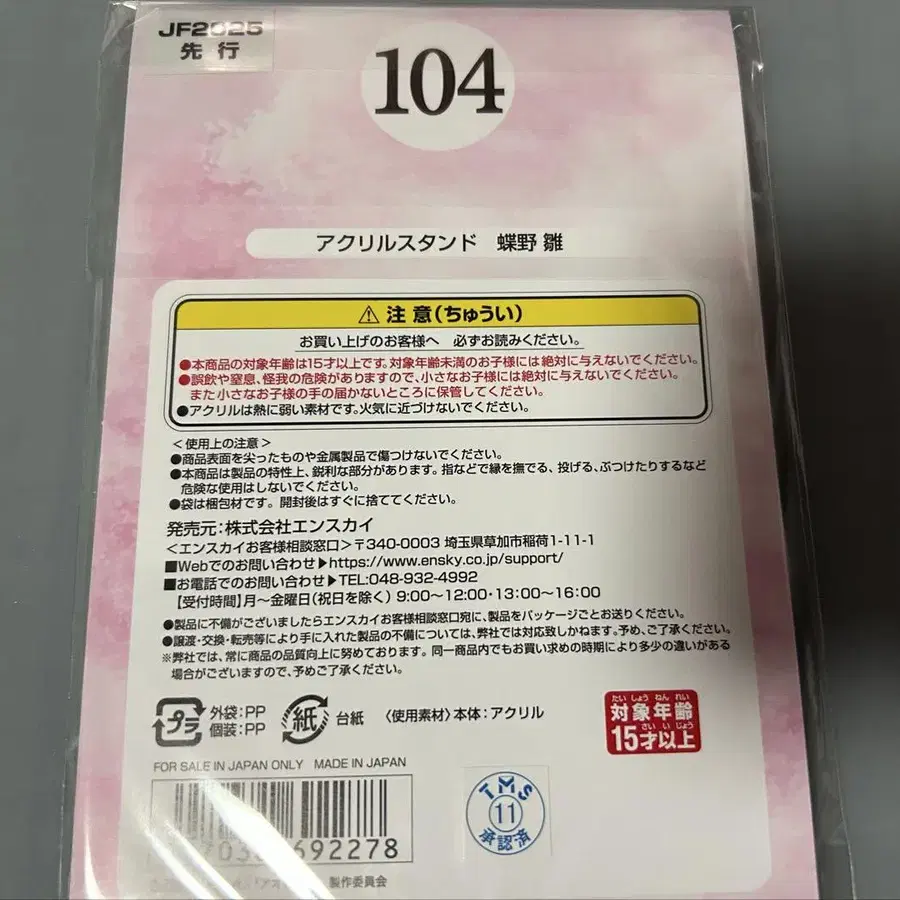 JF2025
先行
104
アクリルスタンド 蝶野 雛
⚠ 注意(ちゅうい)
お買い上げのお客様へ 必ずお読みください。
●本商品の対象年齢は15才以上です。対象年齢未満のお子様には絶対に与えないでください。
●誤飲や窒息、怪我の危険がありますので、小さなお子様には絶対に与えないでください。
また小さなお子様の手の届かないところに保管してください。
●アクリルは熱に弱い素材です。火気に近づけないでください。
<使用上の注意>
●商品表面を尖ったものや金属製品で傷つけないでください。
●本商品は製品の特性上、鋭利な部分があります。指などで縁を撫でる、投げる、ぶつけたりするなど
危険な使用はしないでください。
●袋は梱包材です。開封後はすぐに捨ててください。
発売元:株式会社エンスカイ
<エンスカイお客様相談窓口>〒340-0003 埼玉県草加市稲荷1-11-1
■Webでのお問い合わせ▶https://www.ensky.co.jp/support/
■お電話でのお問い合わせ▶TEL:048-932-4992
【受付時間】月~金曜日(祝日を除く) 9:00~12:00・13:00~16:00
●製品に不備がございましたらエンスカイお客様相談窓口宛に、製品をパッケージごとお送りください。
●譲渡・交換・転売等により手に入れた製品の不備については、弊社では対応致しかねます。予め、ご了承ください。
※弊社では、常に商品の品質向上に努めております。同一商品内でもお買い求めの時期により多少の違いがある
場合がございますので、予めご了承ください。
プラ 外袋:PP
個装:PP
紙 台紙
〈使用素材〉本体:アクリル
たいしょうねんれい
対象年齢
さいいじょう
15才以上
FOR SALE IN JAPAN ONLY MADE IN JAPAN
692278
TMS
11
承認済
「アオ
製作委員会